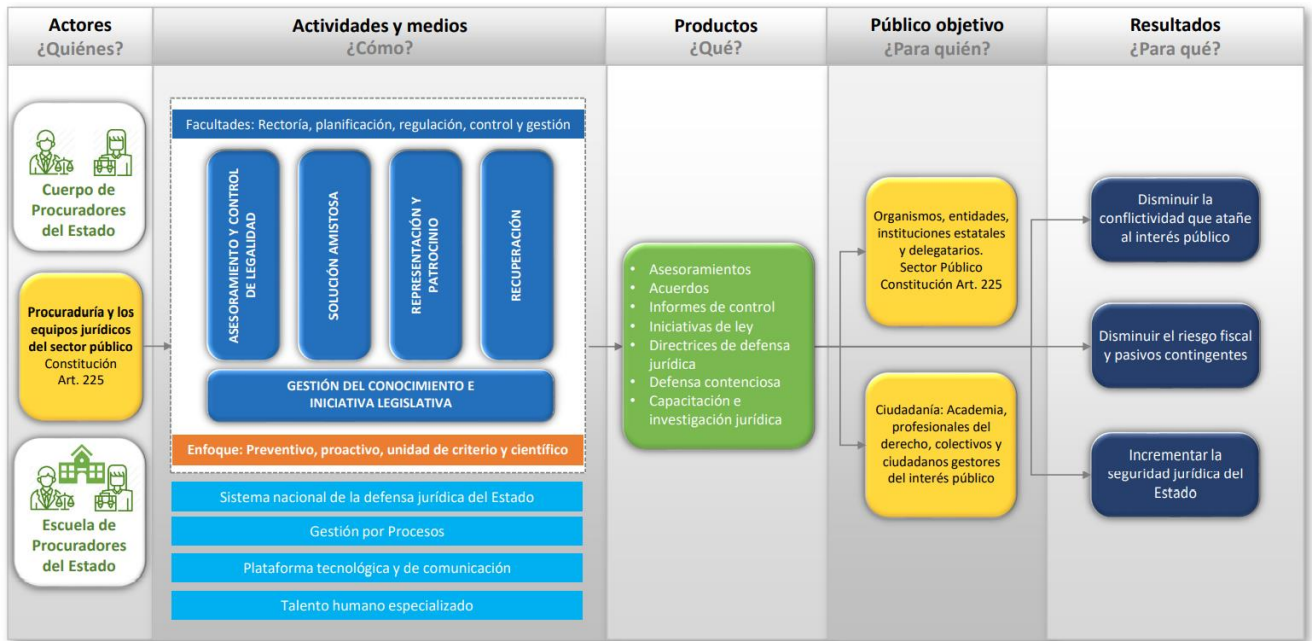 Actores
¿Quiénes?
Actividades y medios
¿Cómo?
Productos
¿Qué?
Público objetivo
¿Para quién?
Resultados
¿Para qué?
Cuerpo de
Procuradores
del Estado
Procuraduría y los
equipos jurídicos
del sector público
Constitución
Art. 225
Escuela de
Procuradores
del Estado
Facultades: Rectoría, planificación, regulación, control y gestión
ASESORAMIENTO Y CONTROL
DE LEGALIDAD
SOLUCIÓN AMISTOSA
REPRESENTACIÓN Y
PATROCINIO
RECUPERACIÓN
GESTIÓN DEL CONOCIMIENTO E
INICIATIVA LEGISLATIVA
Enfoque: Preventivo, proactivo, unidad de criterio y científico
Sistema nacional de la defensa jurídica del Estado
Gestión por Procesos
Plataforma tecnológica y de comunicación
Talento humano especializado
• Asesoramientos
• Acuerdos
• Informes de control
• Iniciativas de ley
• Directrices de defensa
jurídica
• Defensa contenciosa
• Capacitación e
investigación jurídica
Organismos, entidades,
instituciones estatales
y delegatarios.
Sector Público
Constitución Art. 225
Ciudadanía: Academia,
profesionales del
derecho, colectivos y
ciudadanos gestores
del interés público
Disminuir la
conflictividad que atañe
al interés público
Disminuir el riesgo fiscal
y pasivos contingentes
Incrementar la
seguridad jurídica del
Estado